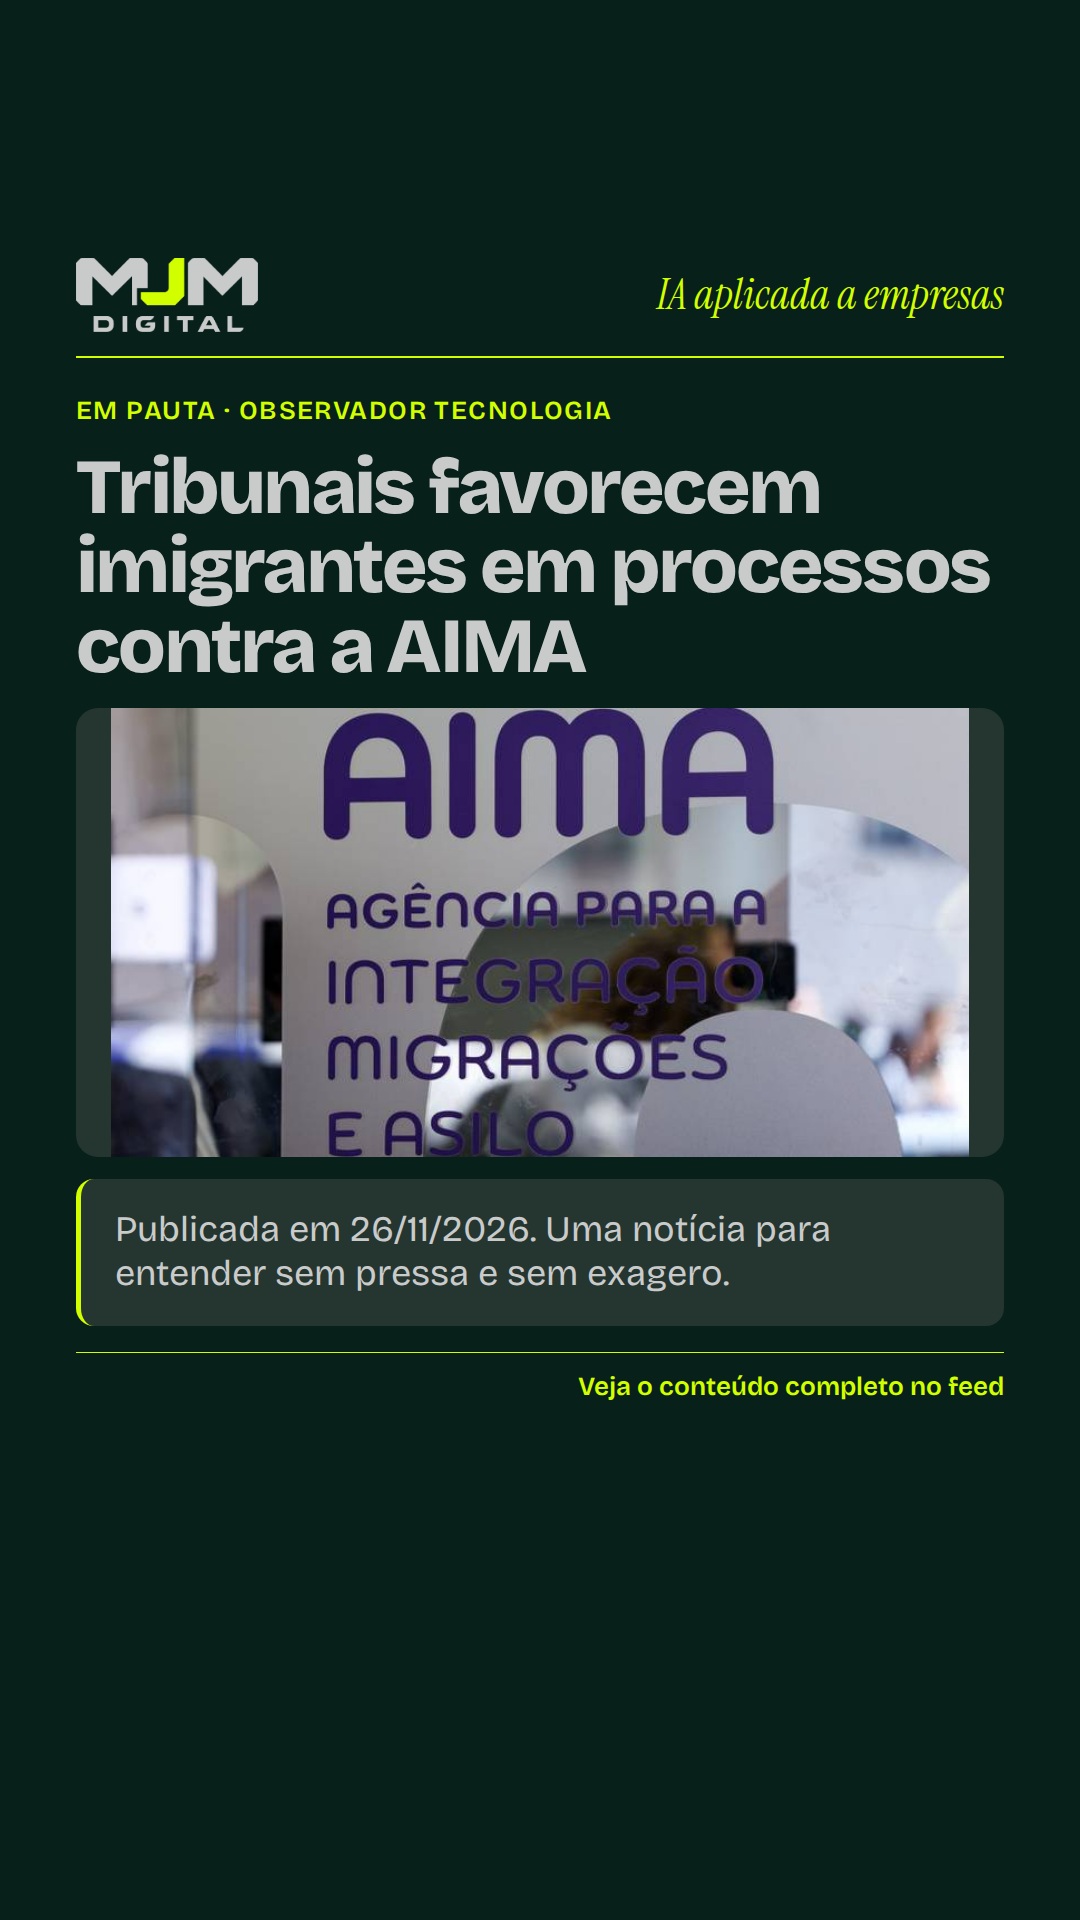 MJM
DIGITAL
IA aplicada a empresas
EM PAUTA · OBSERVADOR TECNOLOGIA
Tribunais favorecem
imigrantes em processos
contra a AIMA
AIMA
AGÊNCIA PARA A
INTEGRAÇÃO
MIGRAÇÕES
E ASILO
Publicada em 26/11/2026. Uma notícia para
entender sem pressa e sem exagero.
Veja o conteúdo completo no feed